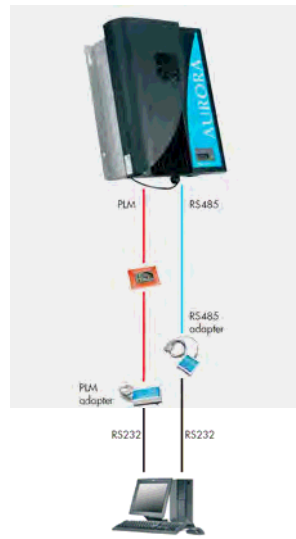 AURORA
PLM
RS485
RS485
adapter
PLM
adapter
RS232
RS232